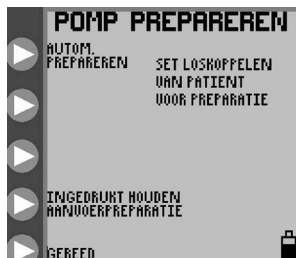 POMP PREPAREREN
AUTOM.
PREPAREREN
SET LOSKOPPELEN
VAN PATIENT
VOOR PREPARATIE
INGEDRUKT HOUDEN
AANVOERPREPARATIE
GEREED